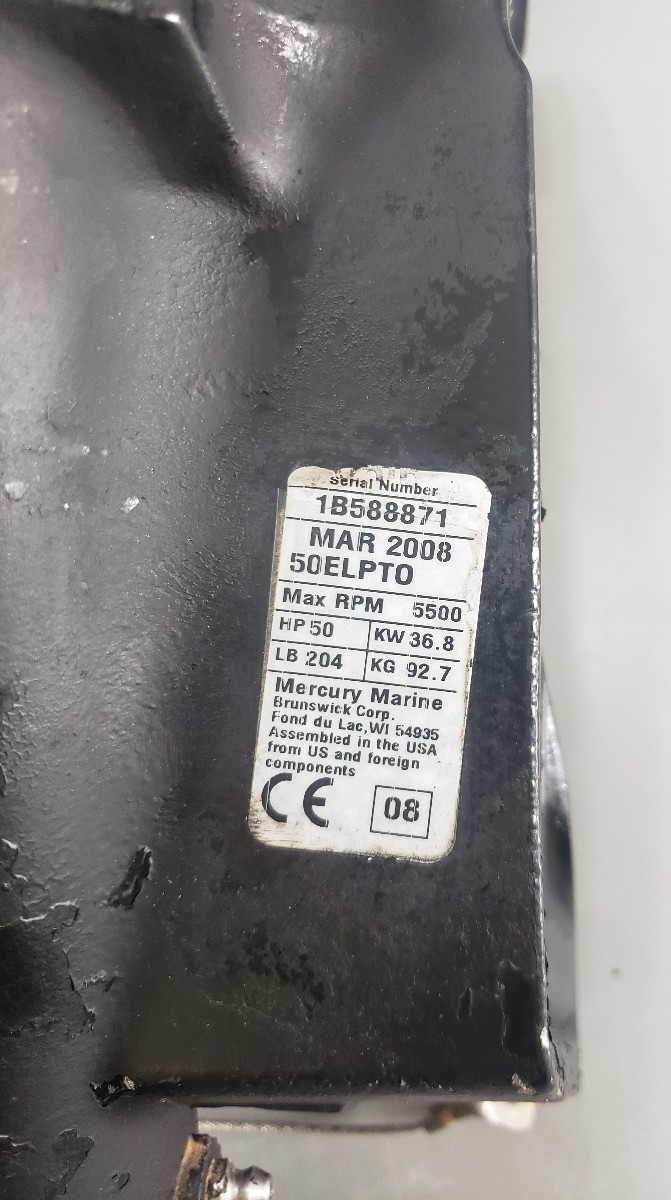 Serial Number
1B588871
MAR 2008
50ELPTO
Max RPM 5500
HP 50 KW 36.8
LB 204 KG 92.7
Mercury Marine
Brunswick Corp.
Fond du Lac, WI 54935
Assembled in the USA
from US and foreign
components
CE 08